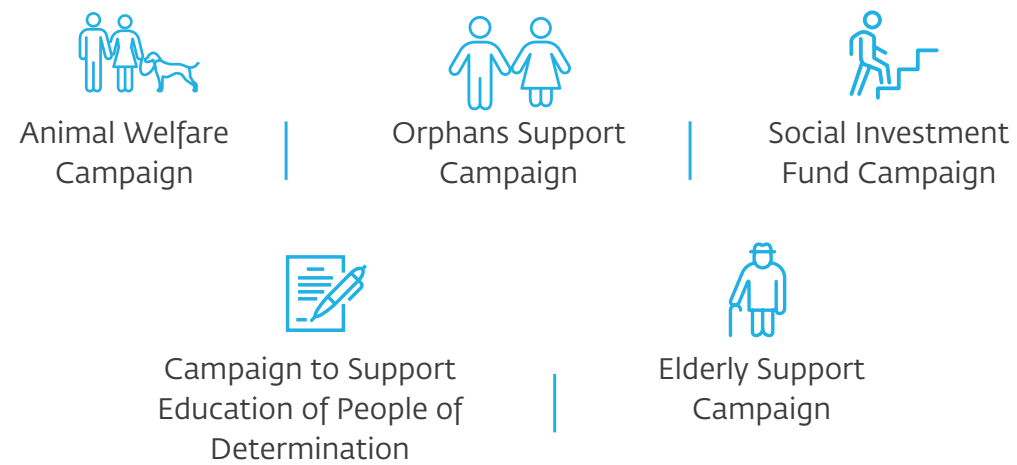 Animal Welfare
Campaign
Orphans Support
Campaign
Social Investment
Fund Campaign
Campaign to Support
Education of People of
Determination
Elderly Support
Campaign